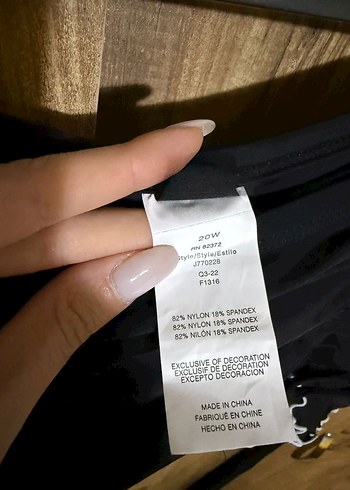 20W
RN 82372
Style/Style/Estilo
J770228
Q3-22
F1316
82% NYLON 18% SPANDEX
82% NYLON 18% SPANDEX
82% NILÓN 18% SPANDEX
EXCLUSIVE OF DECORATION
EXCLUSIF DE DECORATION
EXCEPTO DECORACION
MADE IN CHINA
FABRIQUÉ EN CHINE
HECHO EN CHINA